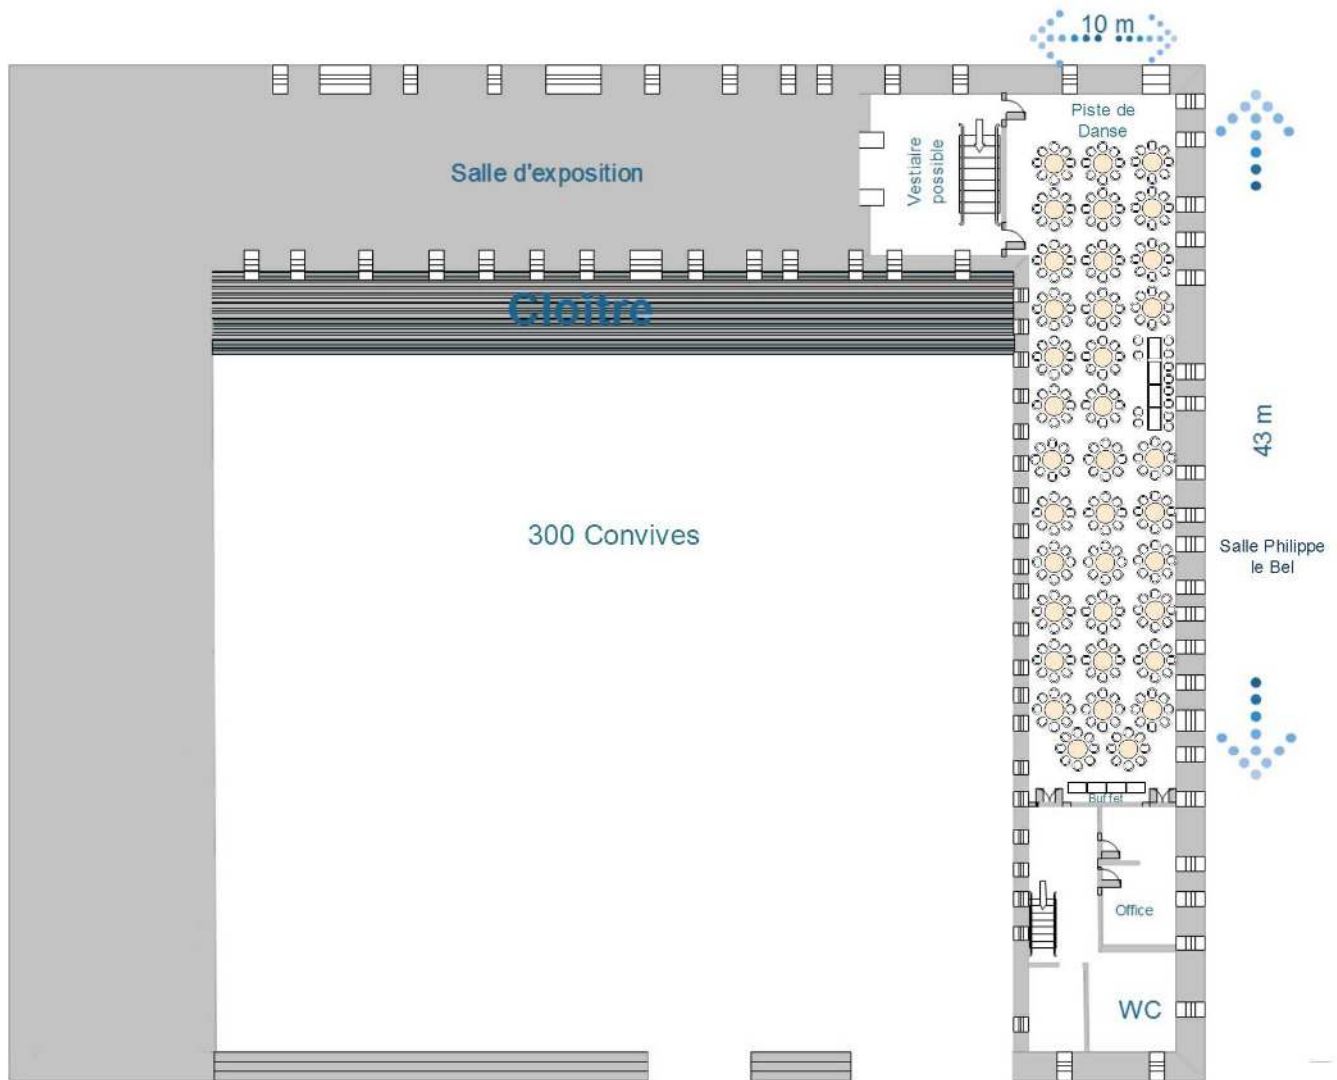 10 m
Piste de
Danse
Vestiaire
possible
Salle d'exposition
Cloitre
43 m
300 Convives
Salle Philippe
le Bel
Buffet
Office
WC